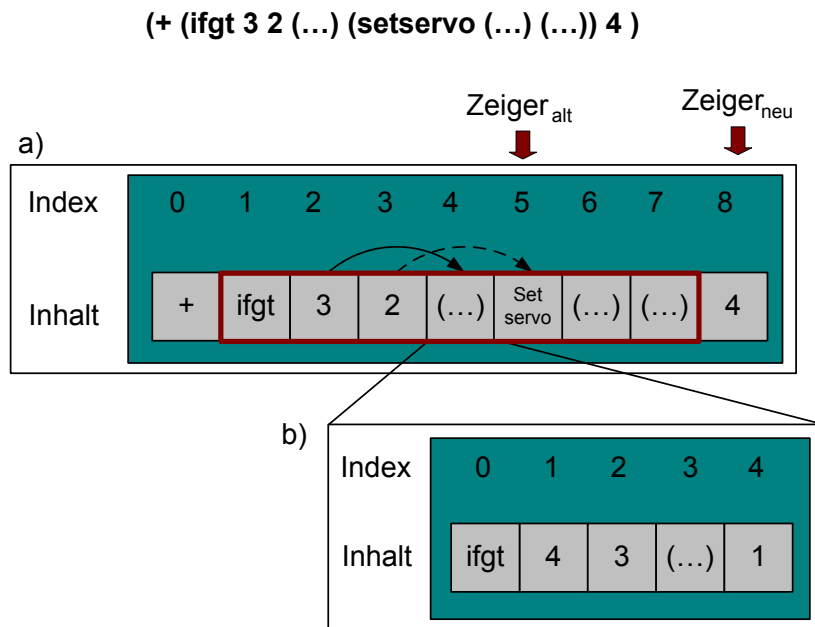 (+ (ifgt 3 2 (…) (setservo (…) (…)) 4 )
Zeiger alt Zeiger neu
a)
Index 0 1 2 3 4 5 6 7 8
Inhalt + ifgt 3 2 (…) Set servo (…) (…) 4
b)
Index 0 1 2 3 4
Inhalt ifgt 4 3 (…) 1